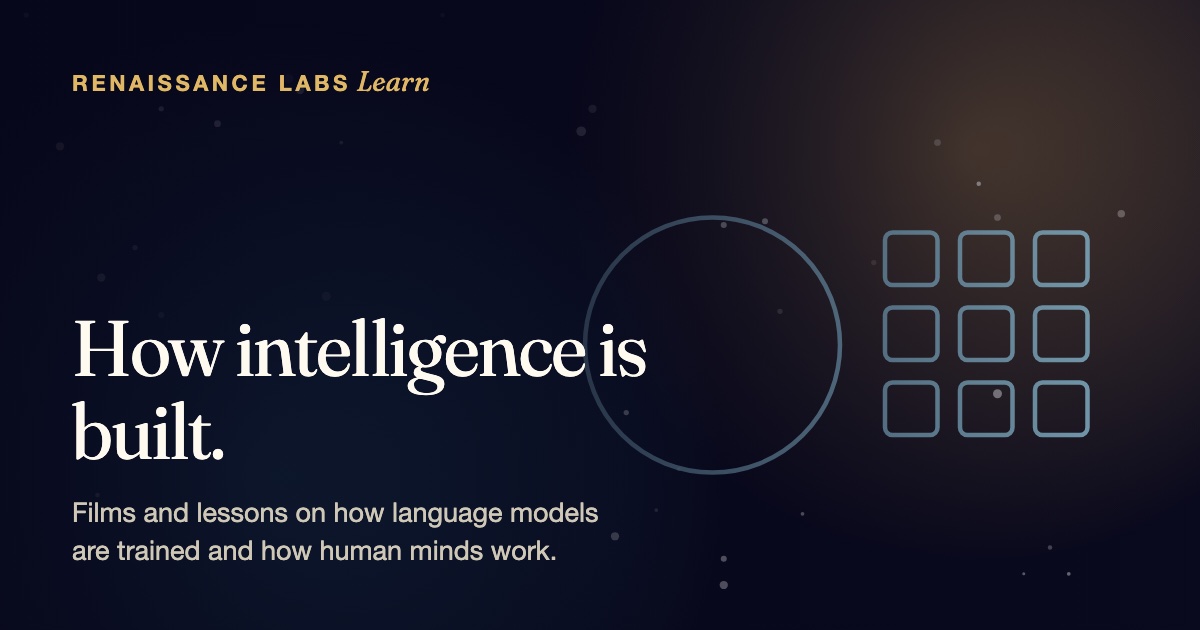 RENAISSANCE LABS Learn
How intelligence is
built.
Films and lessons on how language models
are trained and how human minds work.